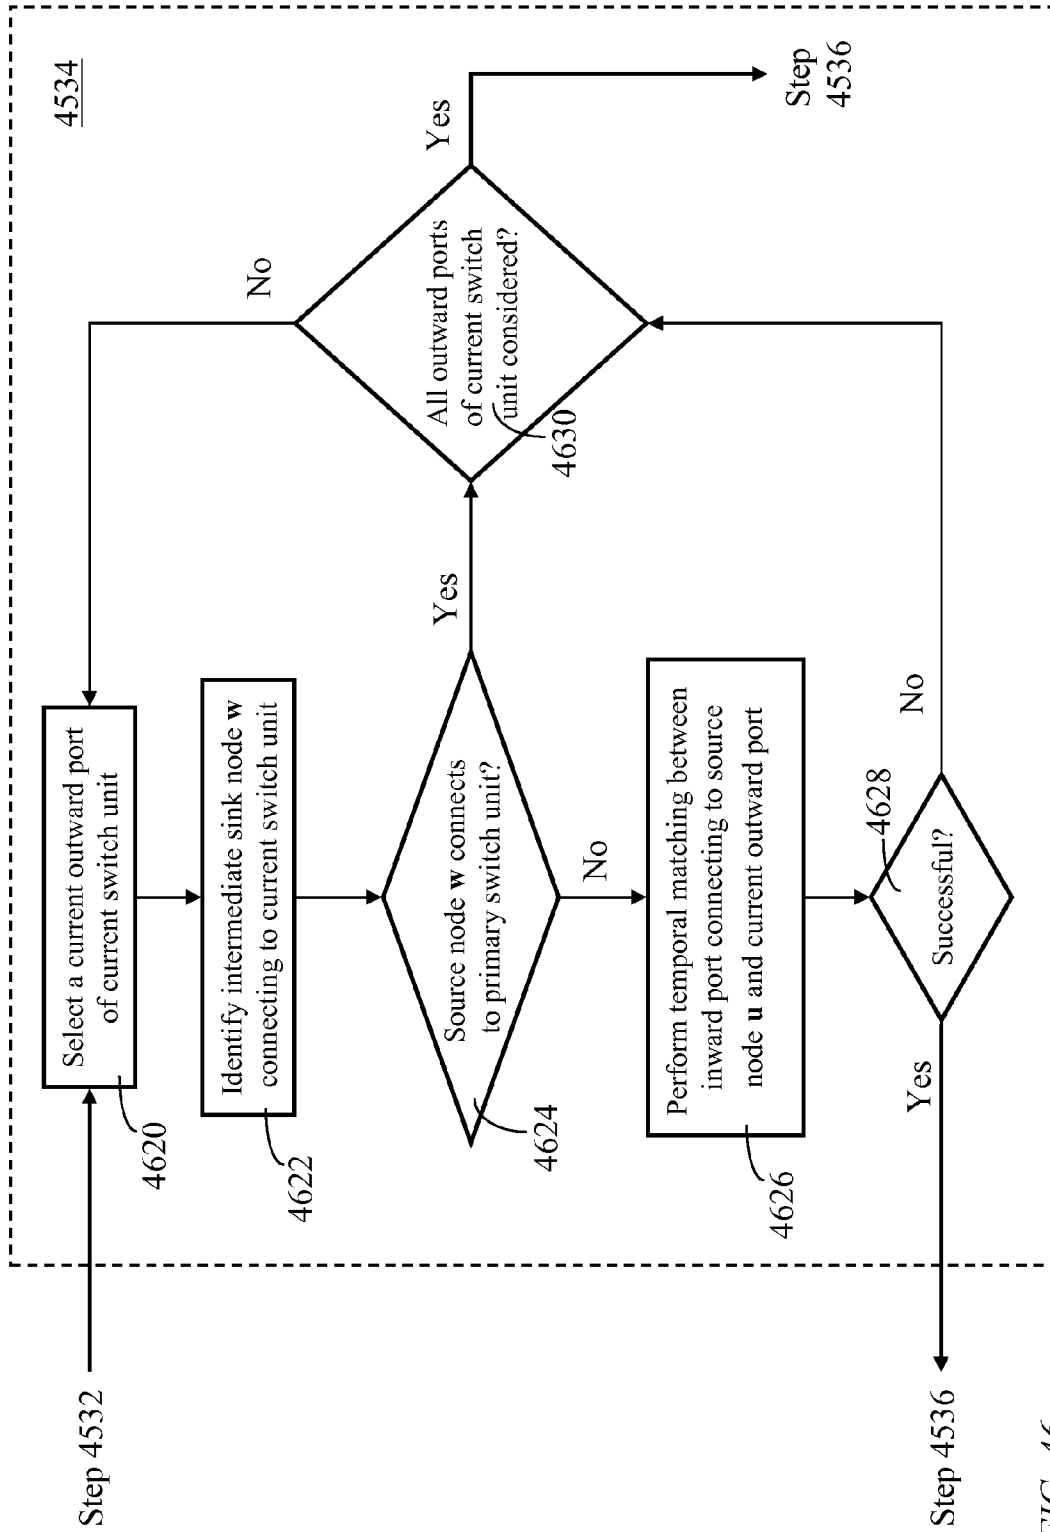 4534
Step 4532
Select a current outward port
of current switch unit
4620
Identify intermediate sink node w
connecting to current switch unit
4622
Source node w connects
to primary switch unit?
4624
Yes
No
All outward ports
of current switch
unit considered?
4630
No
Yes
Step
4536
Perform temporal matching between
inward port connecting to source
node u and current outward port
4626
Successful?
4628
No
Yes
Step 4536
FIG. 46